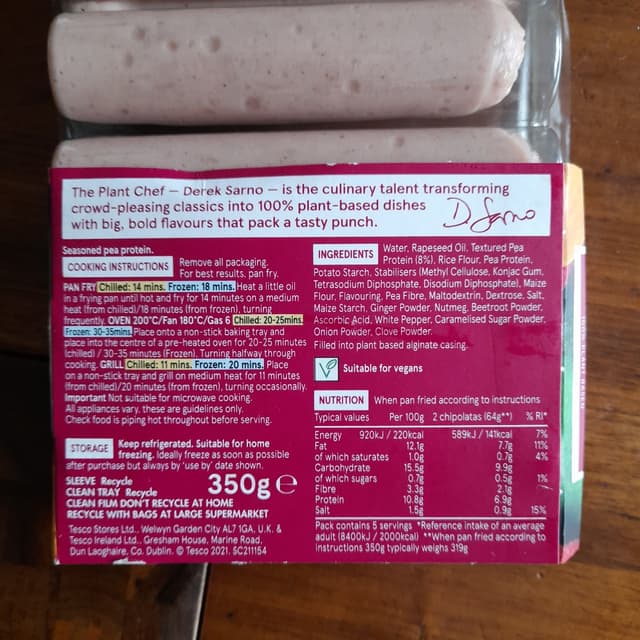 The Plant Chef — Derek Sarno — is the culinary talent transforming
crowd-pleasing classics into 100% plant-based dishes
with big, bold flavours that pack a tasty punch.
D Sarno
Seasoned pea protein.
COOKING INSTRUCTIONS Remove all packaging.
For best results, pan fry.
PAN FRY Chilled: 14 mins. Frozen: 18 mins. Heat a little oil
in a frying pan until hot and fry for 14 minutes on a medium
heat (from chilled)/18 minutes (from frozen), turning
frequently. OVEN 200°C/Fan 180°C/Gas 6 Chilled: 20-25mins.
Frozen: 30-35mins. Place onto a non-stick baking tray and
place into the centre of a pre-heated oven for 20-25 minutes
(chilled) / 30-35 minutes (Frozen). Turning halfway through
cooking. GRILL Chilled: 11 mins. Frozen: 20 mins. Place
on a non-stick tray and grill on medium heat for 11 minutes
(from chilled)/20 minutes (from frozen), turning occasionally.
Important Not suitable for microwave cooking.
All appliances vary, these are guidelines only.
Check food is piping hot throughout before serving.
STORAGE Keep refrigerated. Suitable for home
freezing. Ideally freeze as soon as possible
after purchase but always by 'use by' date shown.
SLEEVE Recycle
CLEAN TRAY Recycle
CLEAN FILM DON'T RECYCLE AT HOME
RECYCLE WITH BAGS AT LARGE SUPERMARKET
350g e
Tesco Stores Ltd., Welwyn Garden City AL7 1GA, U.K. &
Tesco Ireland Ltd., Gresham House, Marine Road,
Dun Laoghaire, Co. Dublin. © Tesco 2021. SC211154
INGREDIENTS Water, Rapeseed Oil, Textured Pea
Protein (8%), Rice Flour, Pea Protein,
Potato Starch, Stabilisers (Methyl Cellulose, Konjac Gum,
Tetrasodium Diphosphate, Disodium Diphosphate), Maize
Flour, Flavouring, Pea Fibre, Maltodextrin, Dextrose, Salt,
Maize Starch, Ginger Powder, Nutmeg, Beetroot Powder,
Ascorbic Acid, White Pepper, Caramelised Sugar Powder,
Onion Powder, Clove Powder.
Filled into plant based alginate casing.
V Suitable for vegans
NUTRITION When pan fried according to instructions
Typical values Per 100g 2 chipolatas (64g**) % RI*
Energy 920kJ / 220kcal 589kJ / 141kcal 7%
Fat 12.1g 7.7g 11%
of which saturates 1.0g 0.7g 4%
Carbohydrate 15.5g 9.9g
of which sugars 0.7g 0.5g 1%
Fibre 3.3g 2.1g
Protein 10.8g 6.9g
Salt 1.5g 0.9g 15%
Pack contains 5 servings *Reference intake of an average
adult (8400kJ / 2000kcal) **When pan fried according to
instructions 350g typically weighs 319g